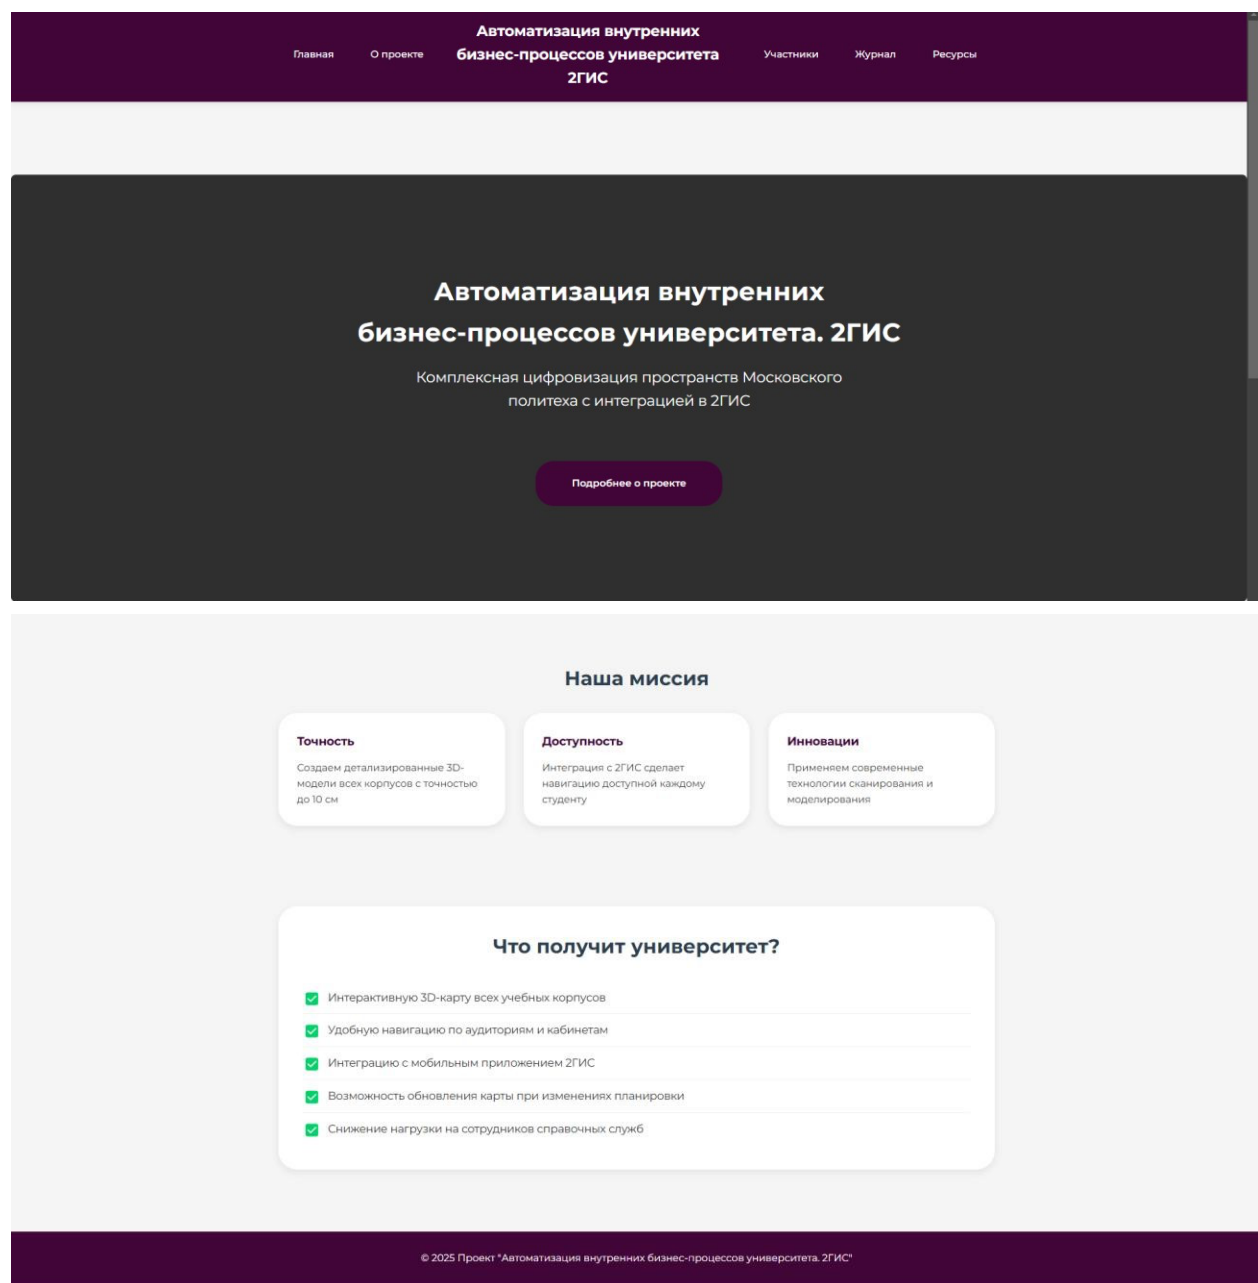 Главная
О проекте
Автоматизация внутренних
бизнес-процессов университета
2ГИС
Участники
Журнал
Ресурсы
Автоматизация внутренних
бизнес-процессов университета. 2ГИС
Комплексная цифровизация пространств Московского
политеха с интеграцией в 2ГИС
Подробнее о проекте
Наша миссия
Точность
Создаем детализированные 3D-
модели всех корпусов с точностью
до 10 см
Доступность
Интеграция с 2ГИС сделает
навигацию доступной каждому
студенту
Инновации
Применяем современные
технологии сканирования и
моделирования
Что получит университет?
Интерактивную 3D-карту всех учебных корпусов
Удобную навигацию по аудиториям и кабинетам
Интеграцию с мобильным приложением 2ГИС
Возможность обновления карты при изменениях планировки
Снижение нагрузки на сотрудников справочных служб
© 2025 Проект "Автоматизация внутренних бизнес-процессов университета. 2ГИС"